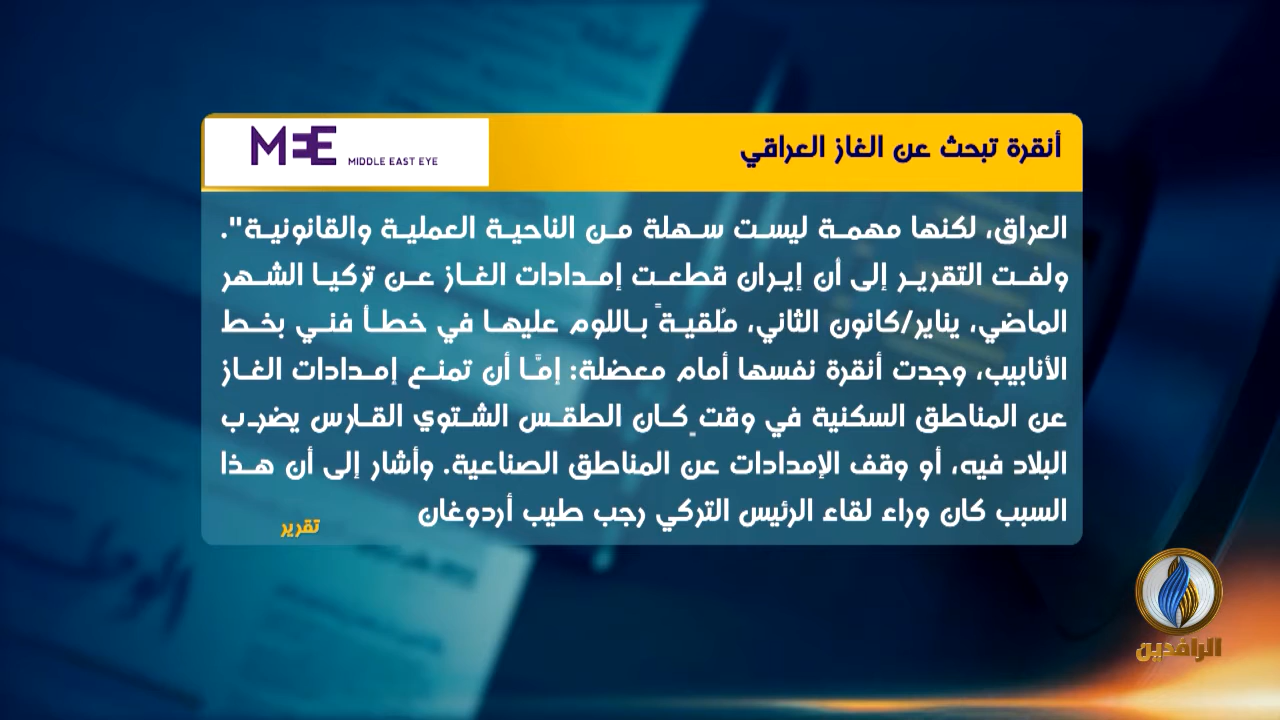 أنقرة تبحث عن الغاز العراقي
MEE MIDDLE EAST EYE
العراق، لكنها مهمة ليست سهلة من الناحية العملية والقانونية".
ولفت التقرير إلى أن إيران قطعت إمدادات الغاز عن تركيا الشهر
الماضي، يناير/كانون الثاني، مُلقيةً باللوم عليها في خطأ فني بخط
الأنابيب، وجدت أنقرة نفسها أمام معضلة: إمَّا أن تمنع إمدادات الغاز
عن المناطق السكنية في وقتٍ كان الطقس الشتوي القارس يضرب
البلاد فيه، أو وقف الإمدادات عن المناطق الصناعية. وأشار إلى أن هذا
السبب كان وراء لقاء الرئيس التركي رجب طيب أردوغان
تقرير
الوطن
الرافدين